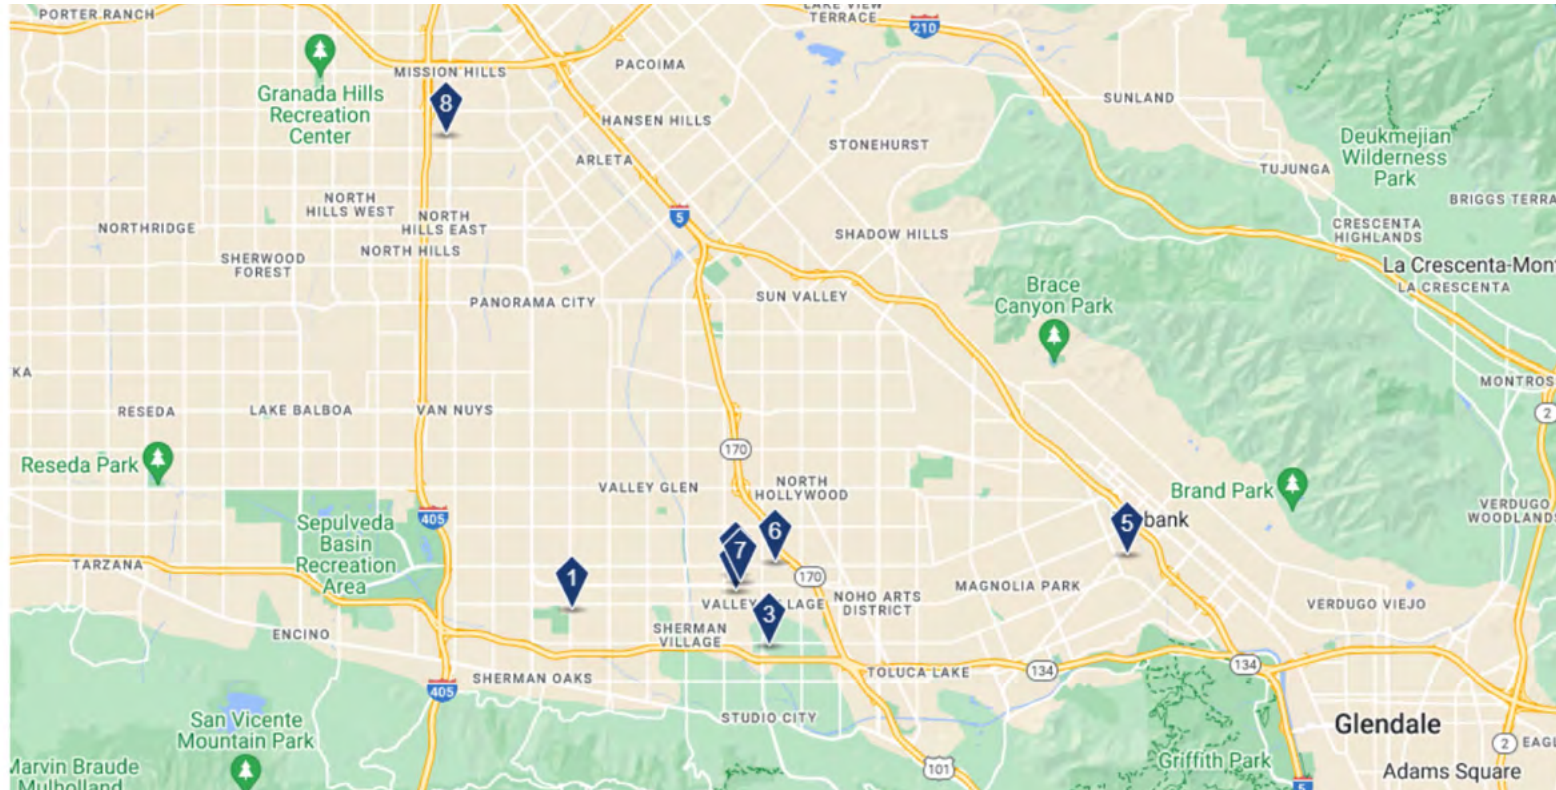 PORTER RANCH
LAKE VIEW
TERRACE
210
Granada Hills
Recreation
Center
MISSION HILLS
8
PACOIMA
HANSEN HILLS
ARLETA
STONEHURST
SUNLAND
Deukmejian
Wilderness
Park
TUJUNGA
BRIGGS TERRA
NORTH
HILLS WEST
NORTHRIDGE
NORTH
HILLS EAST
NORTH HILLS
SHERWOOD
FOREST
5
SHADOW HILLS
CRESCENTA
HIGHLANDS
La Crescenta-Mont
LA CRESCENTA
PANORAMA CITY
SUN VALLEY
Brace
Canyon Park
KA
RESEDA
LAKE BALBOA
VAN NUYS
MONTROS
2
170
Reseda Park
VALLEY GLEN
NORTH
HOLLYWOOD
Brand Park
VERDUGO
WOODLANDS
405
Sepulveda
Basin
Recreation
Area
7
6
5
bank
TARZANA
1
170
VALLEY VILLAGE
3
NOHO ARTS
DISTRICT
MAGNOLIA PARK
VERDUGO VIEJO
ENCINO
SHERMAN
VILLAGE
SHERMAN OAKS
405
TOLUCA LAKE
134
134
STUDIO CITY
San Vicente
Mountain Park
Glendale
2
EAGL
101
Griffith Park
Marvin Braude
Mulholland
Adams Square
5